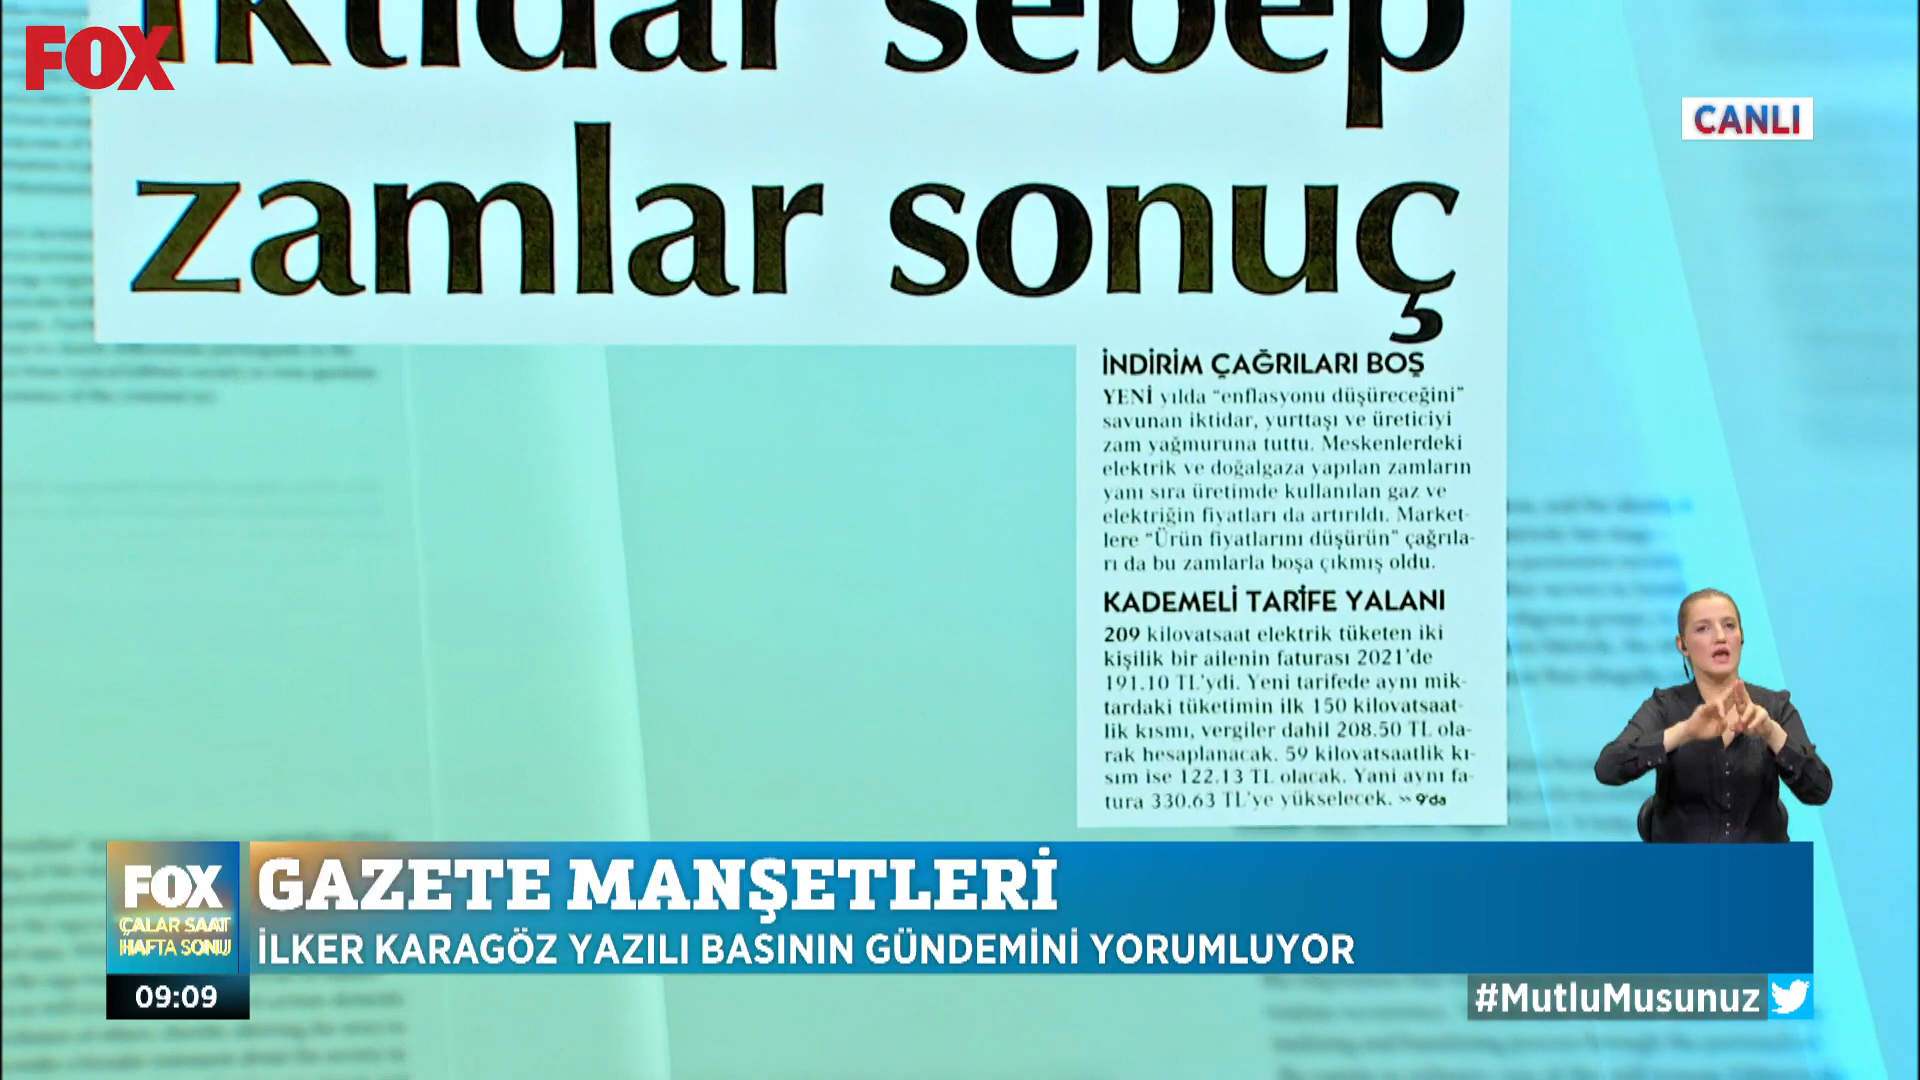 FOX
iktidar sebep
CANLI
zamlar sonuç
İNDİRİM ÇAĞRILARI BOŞ
YENİ yılda “enflasyonu düşüreceğini”
savunan iktidar, yurttaşı ve üreticiyi
zam yağmuruna tuttu. Meskenlerdeki
elektrik ve doğalgaza yapılan zamların
yanı sıra üretimde kullanılan gaz ve
elektriğin fiyatları da artırıldı. Market-
lere “Ürün fiyatlarını düşürün” çağrıla-
rı da bu zamlarla boşa çıkmış oldu.
KADEMELİ TARİFE YALANI
209 kilovatsaat elektrik tüketen iki
kişilik bir ailenin faturası 2021’de
191.10 TL’ydi. Yeni tarifede aynı mik-
tardaki tüketimin ilk 150 kilovatsaat-
lik kısmı, vergiler dahil 208.50 TL ola-
rak hesaplanacak. 59 kilovatsaatlik kı-
sım ise 122.13 TL olacak. Yani aynı fa-
tura 330.63 TL’ye yükselecek. » 9’da
FOX
ÇALAR SAAT
HAFTA SONU
GAZETE MANŞETLERİ
İLKER KARAGÖZ YAZILI BASININ GÜNDEMİNİ YORUMLUYOR
09:09
#MutluMusunuz